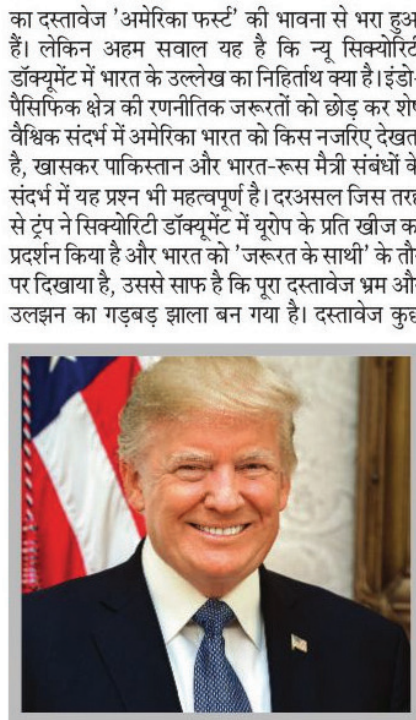 का दस्तावेज 'अमेरिका फर्स्ट' की भावना से भरा हुआ
हैं। लेकिन अहम सवाल यह है कि न्यू सिक्योरिटी
डॉक्यूमेंट में भारत के उल्लेख का निहितार्थ क्या है।इंडो-
पैसिफिक क्षेत्र की रणनीतिक जरूरतों को छोड़ कर शेष
वैश्विक संदर्भ में अमेरिका भारत को किस नजरिए देखता
है, खासकर पाकिस्तान और भारत-रूस मैत्री संबंधों के
संदर्भ में यह प्रश्न भी महत्वपूर्ण है। दरअसल जिस तरह
से ट्रंप ने सिक्योरिटी डॉक्यूमेंट में यूरोप के प्रति खीज का
प्रदर्शन किया है और भारत को 'जरूरत के साथी' के तौर
पर दिखाया है, उससे साफ है कि पूरा दस्तावेज भ्रम और
उलझन का गड़बड़ झाला बन गया है। दस्तावेज कुछ